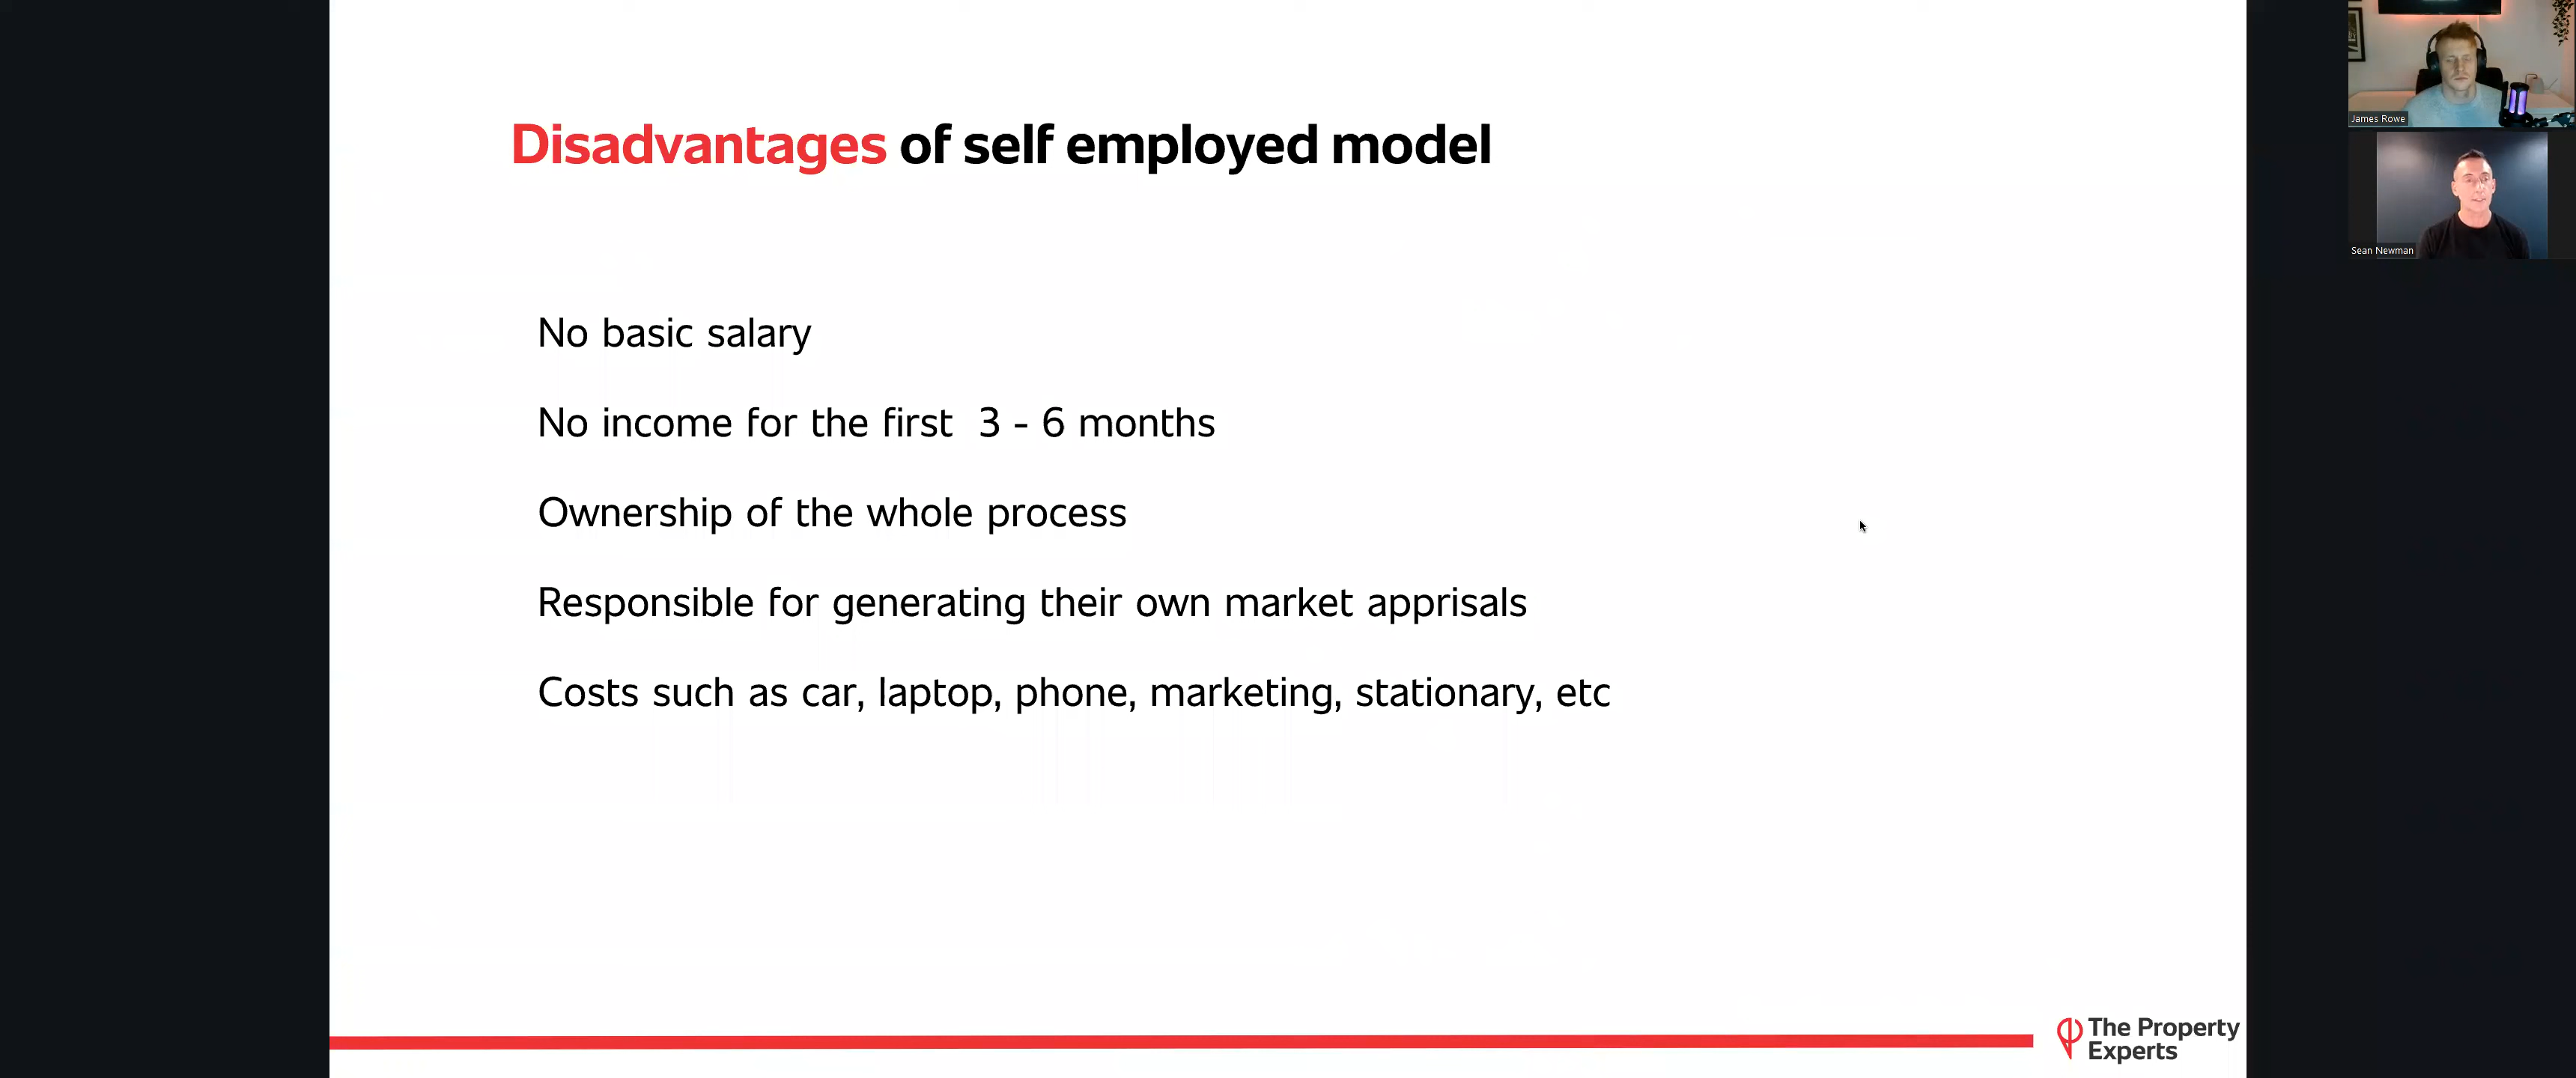 Disadvantages of self employed model
No basic salary
No income for the first 3 - 6 months
Ownership of the whole process
Responsible for generating their own market apprisals
Costs such as car, laptop, phone, marketing, stationary, etc
The Property
Experts
James Rowe
Sean Newman